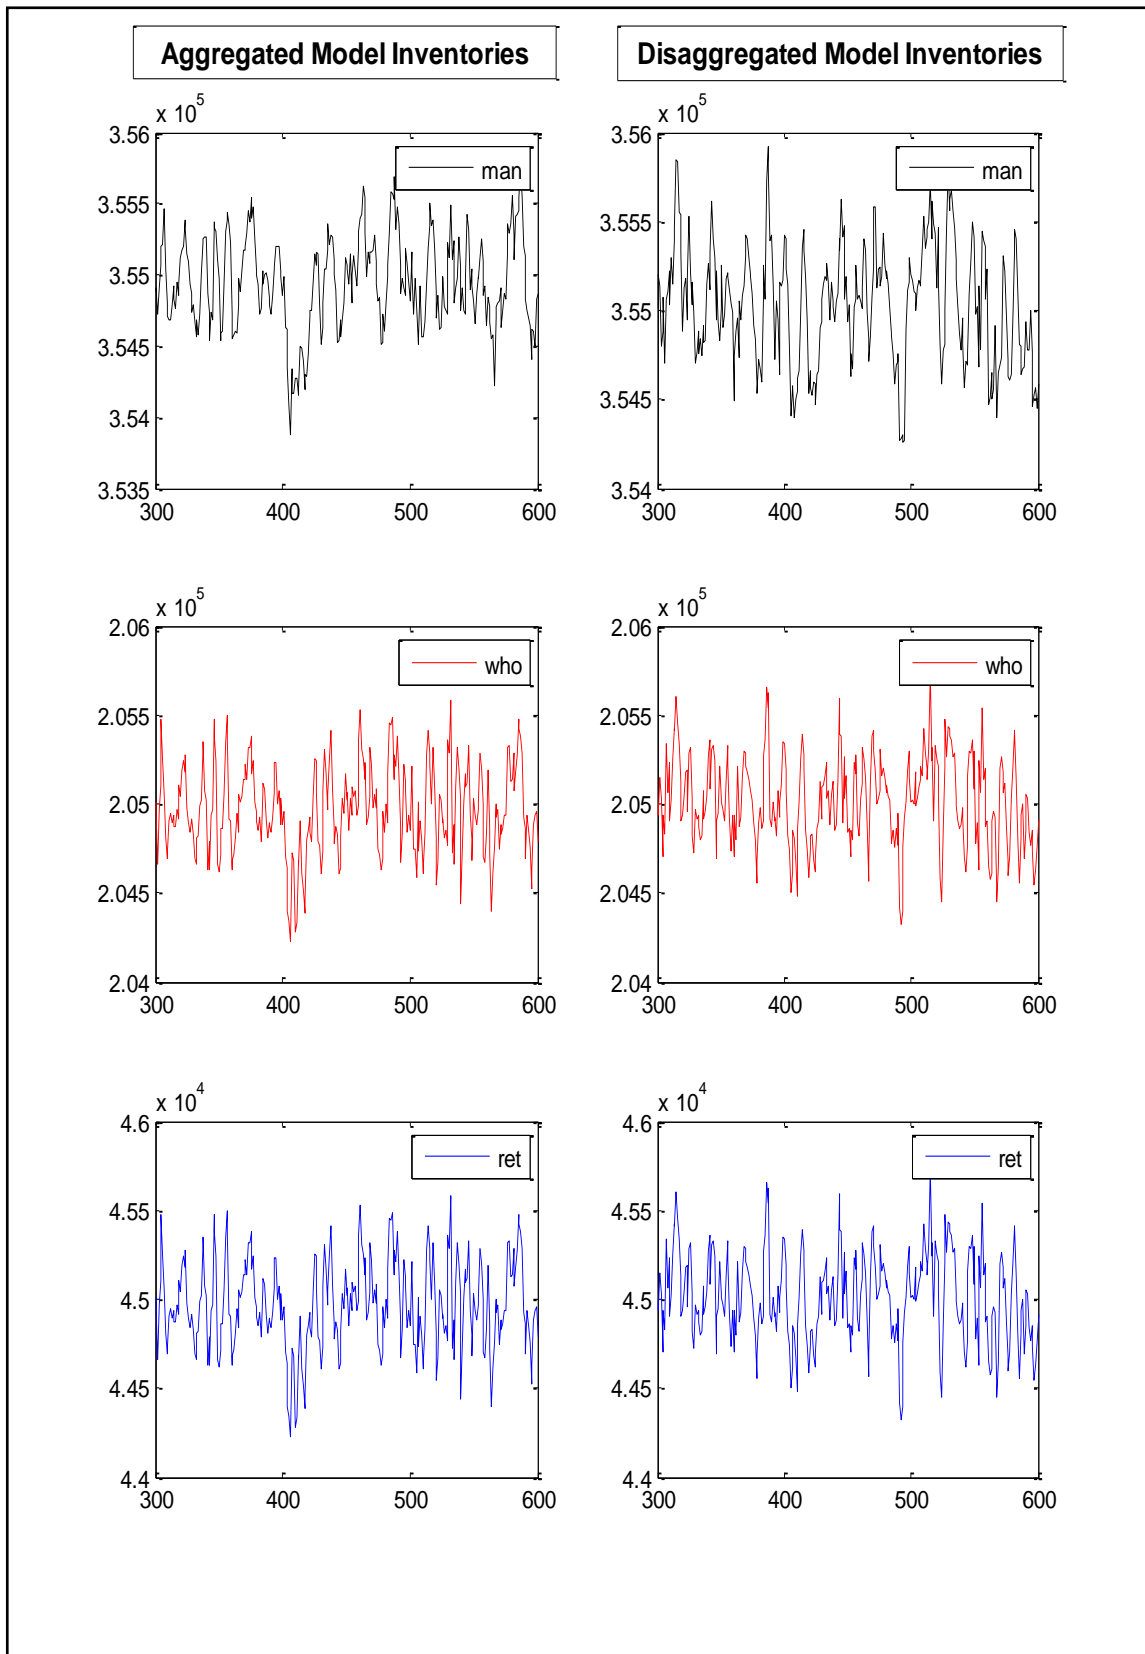 Aggregated Model Inventories
Disaggregated Model Inventories
x 10^5
3.56
3.555
3.55
3.545
3.54
3.535
300 400 500 600
man
x 10^5
3.56
3.555
3.55
3.545
3.54
300 400 500 600
man
x 10^5
2.06
2.055
2.05
2.045
2.04
300 400 500 600
who
x 10^5
2.06
2.055
2.05
2.045
2.04
300 400 500 600
who
x 10^4
4.6
4.55
4.5
4.45
4.4
300 400 500 600
ret
x 10^4
4.6
4.55
4.5
4.45
4.4
300 400 500 600
ret